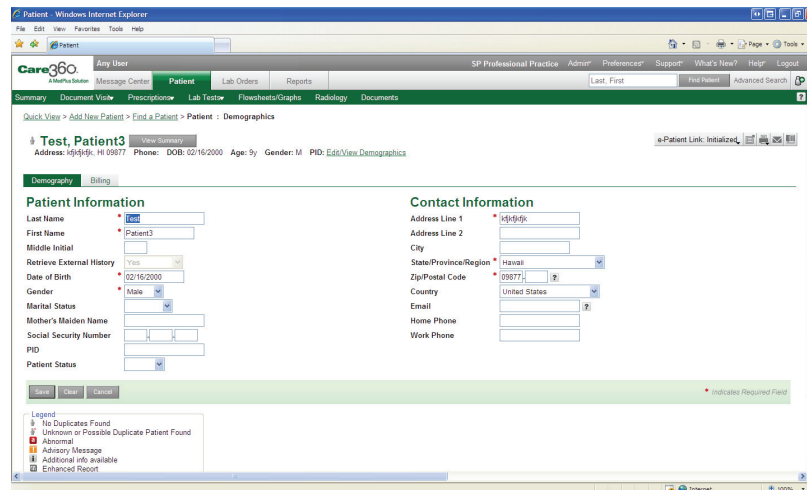 Patient - Windows Internet Explorer
File Edit View Favorites Tools Help
Patient
Page Tools
Care360
A MedPlus Solution
Any User
SP Professional Practice Admin Preferences Support What's New? Help Logout
Message Center Patient Lab Orders Reports
Last, First Find Patient Advanced Search
Summary Document Visit Prescriptions Lab Tests Flowsheets/Graphs Radiology Documents ?
Quick View > Add New Patient > Find a Patient > Patient : Demographics
Test, Patient3 View Summary
e-Patient Link: Initialized
Address: kfjkfjkfjk, HI 09877 Phone: DOB: 02/16/2000 Age: 9y Gender: M PID: Edit/View Demographics
Demography Billing
Patient Information
Last Name * Test
First Name * Patient3
Middle Initial
Retrieve External History Yes
Date of Birth * 02/16/2000
Gender * Male
Marital Status
Mother's Maiden Name
Social Security Number - -
PID
Patient Status
Contact Information
Address Line 1 * kfjkfjkfjk
Address Line 2
City
State/Province/Region * Hawaii
Zip/Postal Code * 09877 - ?
Country United States
Email ?
Home Phone
Work Phone
Save Clear Cancel
* Indicates Required Field
Legend
No Duplicates Found
Unknown or Possible Duplicate Patient Found
Abnormal
Advisory Message
Additional info available
Enhanced Report
Internet 100%